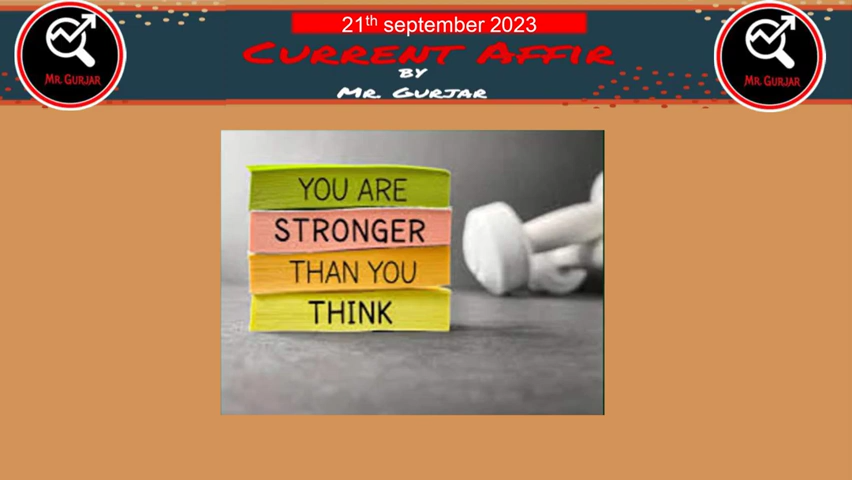 21th september 2023
CURRENT AFFIR
BY
MR. GURJAR
MR. GURJAR
MR. GURJAR
YOU ARE
STRONGER
THAN YOU
THINK